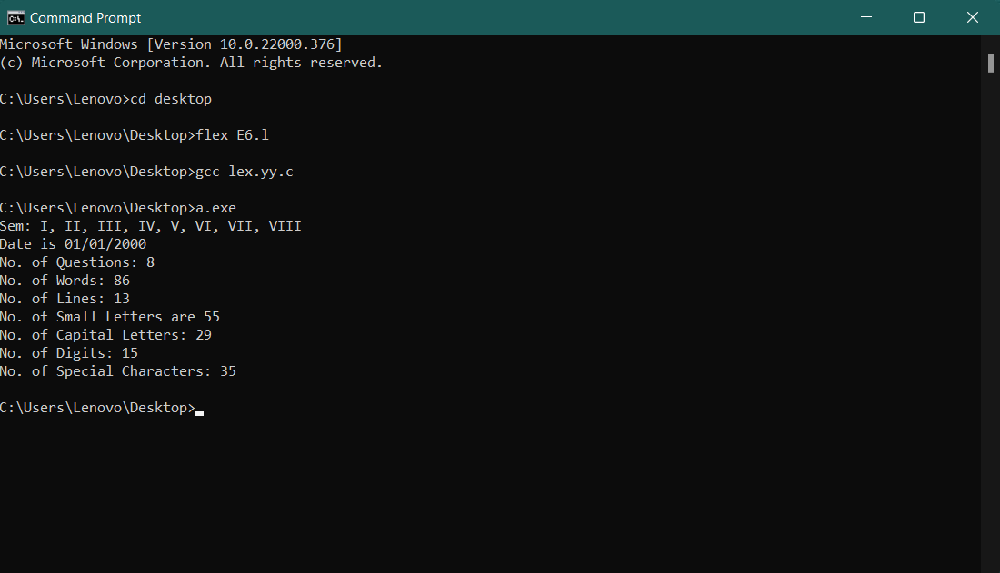 Command Prompt
Microsoft Windows [Version 10.0.22000.376]
(c) Microsoft Corporation. All rights reserved.
C:\Users\Lenovo>cd desktop
C:\Users\Lenovo\Desktop>flex E6.l
C:\Users\Lenovo\Desktop>gcc lex.yy.c
C:\Users\Lenovo\Desktop>a.exe
Sem: I, II, III, IV, V, VI, VII, VIII
Date is 01/01/2000
No. of Questions: 8
No. of Words: 86
No. of Lines: 13
No. of Small Letters are 55
No. of Capital Letters: 29
No. of Digits: 15
No. of Special Characters: 35
C:\Users\Lenovo\Desktop>